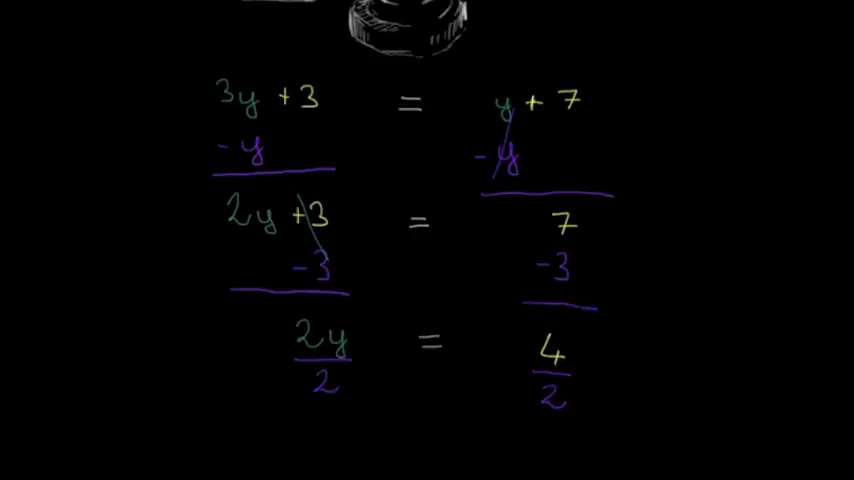 3y + 3 = y + 7
- y - y
2y + 3 = 7
- 3 - 3
2y = 4
2 2